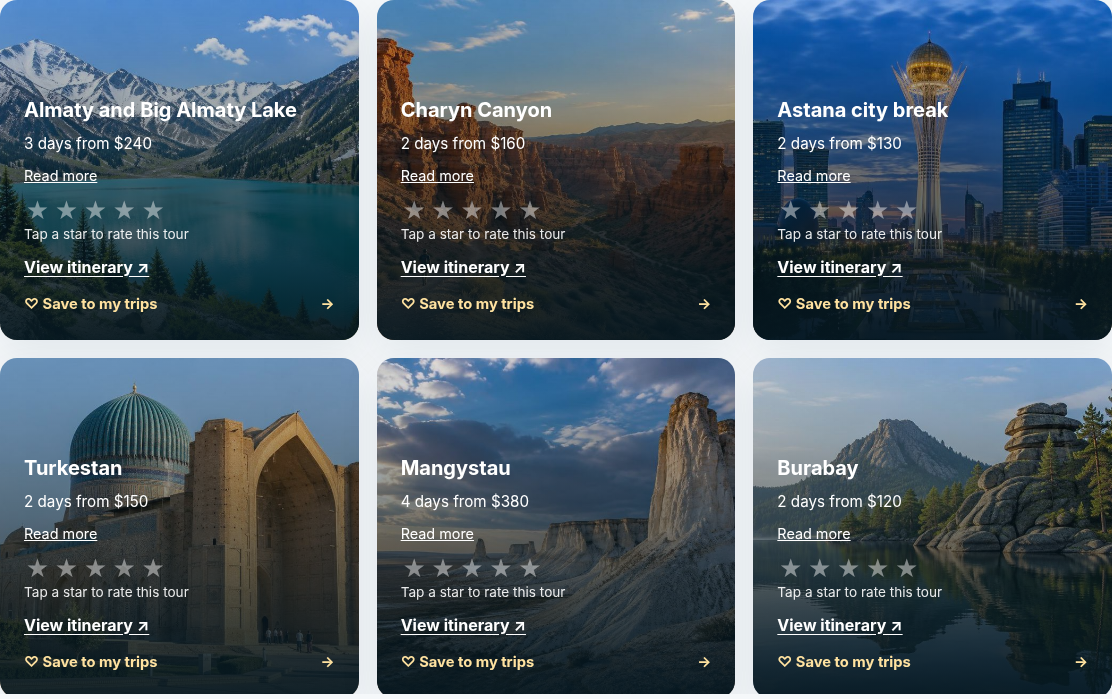 Almaty and Big Almaty Lake
3 days from $240
Read more
★ ★ ★ ★ ★
Tap a star to rate this tour
View itinerary ↗
♡ Save to my trips →
Charyn Canyon
2 days from $160
Read more
★ ★ ★ ★ ★
Tap a star to rate this tour
View itinerary ↗
♡ Save to my trips →
Astana city break
2 days from $130
Read more
★ ★ ★ ★ ★
Tap a star to rate this tour
View itinerary ↗
♡ Save to my trips →
Turkestan
2 days from $150
Read more
★ ★ ★ ★ ★
Tap a star to rate this tour
View itinerary ↗
♡ Save to my trips →
Mangystau
4 days from $380
Read more
★ ★ ★ ★ ★
Tap a star to rate this tour
View itinerary ↗
♡ Save to my trips →
Burabay
2 days from $120
Read more
★ ★ ★ ★ ★
Tap a star to rate this tour
View itinerary ↗
♡ Save to my trips →